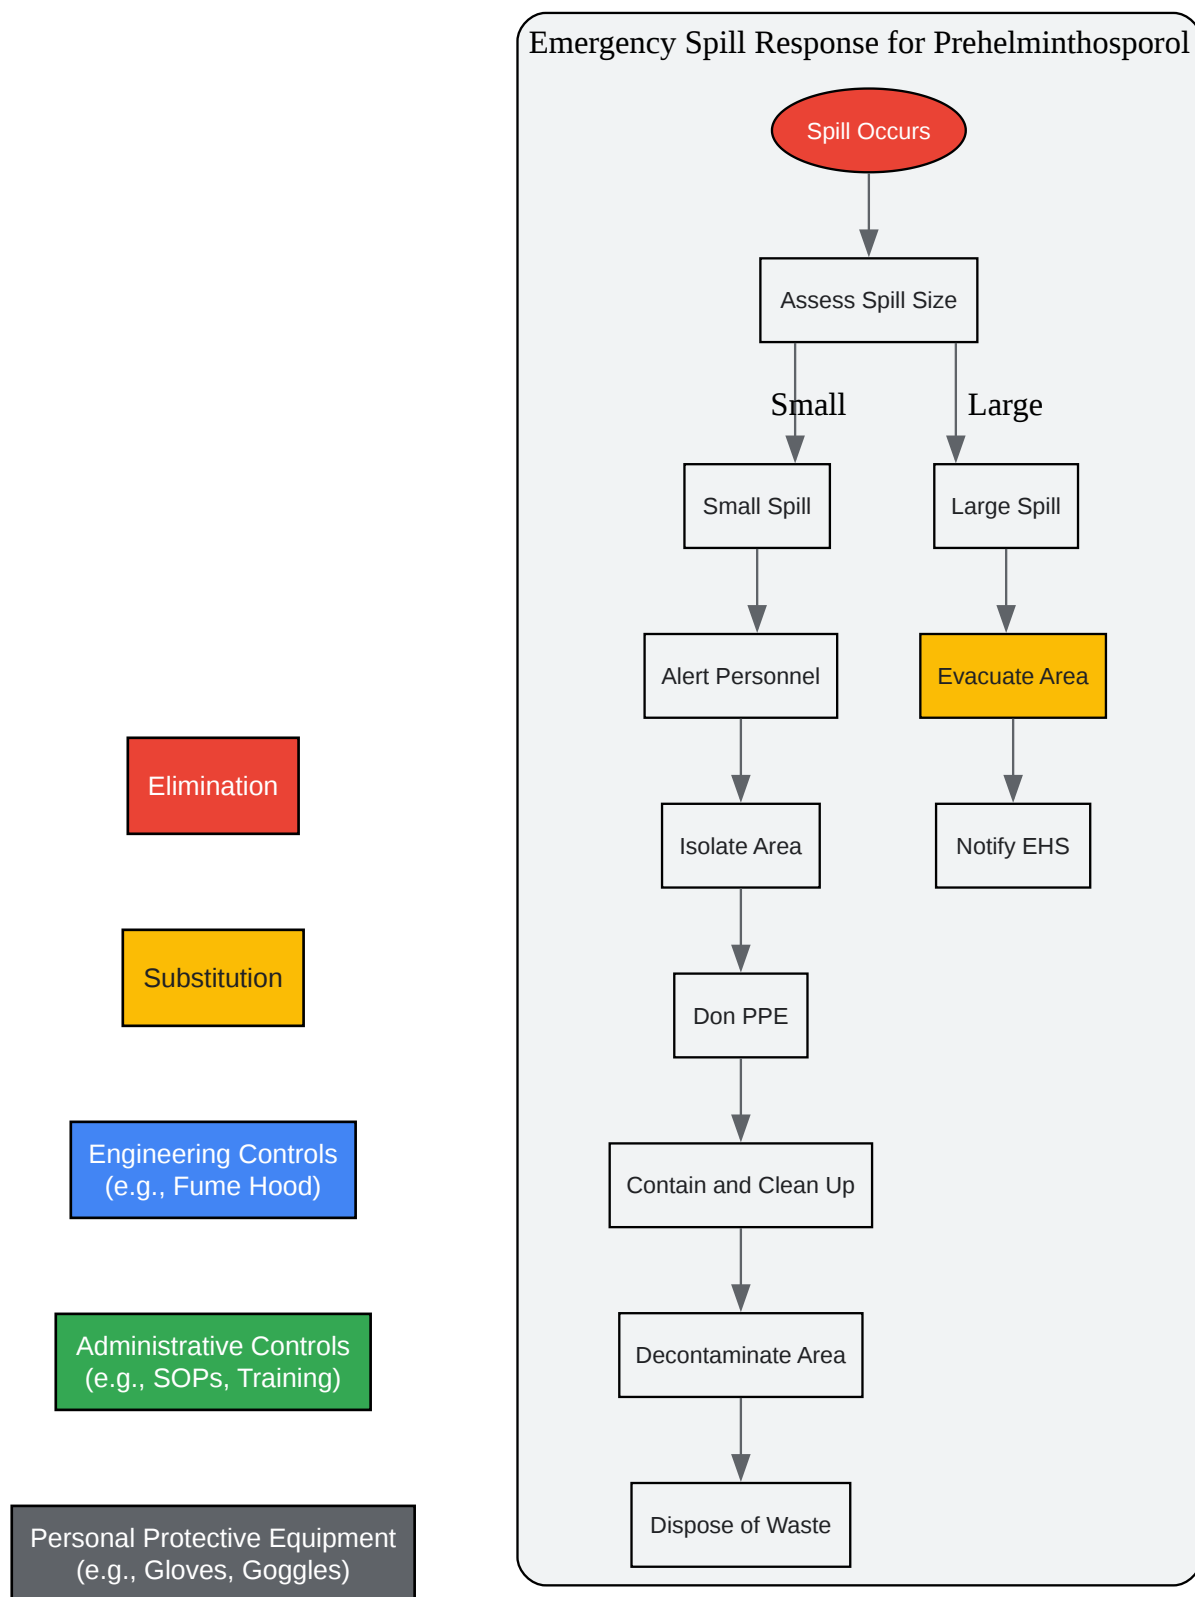 Emergency Spill Response for Prehelminthosporol
Spill Occurs
Assess Spill Size
Small
Large
Small Spill
Large Spill
Alert Personnel
Evacuate Area
Isolate Area
Notify EHS
Don PPE
Contain and Clean Up
Decontaminate Area
Dispose of Waste
Elimination
Substitution
Engineering Controls
(e.g., Fume Hood)
Administrative Controls
(e.g., SOPs, Training)
Personal Protective Equipment
(e.g., Gloves, Goggles)